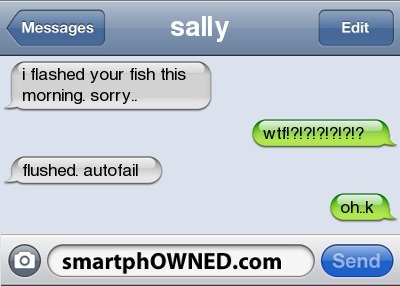 Messages
sally
Edit
i flashed your fish this
morning. sorry..
wtf!?!?!?!?!?!?
flushed. autofail
oh..k
smartphOWNED.com
Send